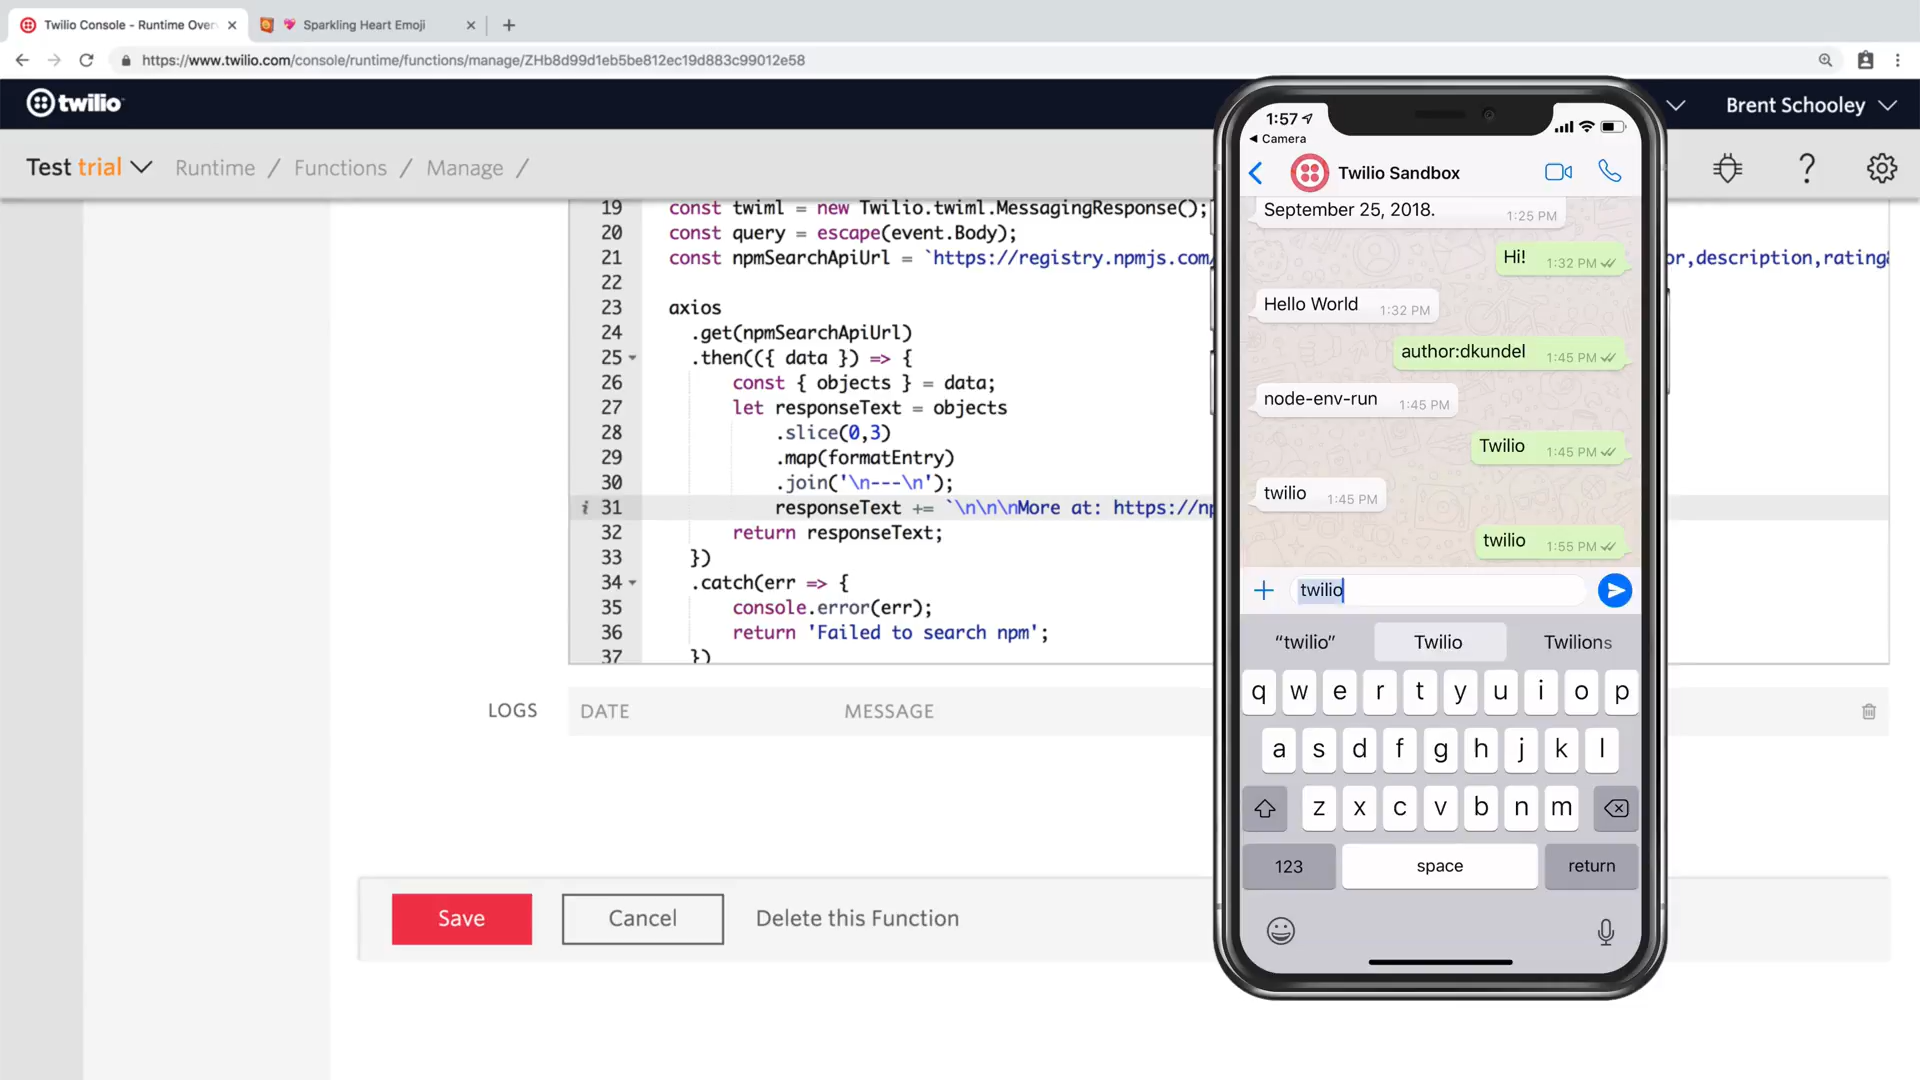 Twilio Console - Runtime Over
Sparkling Heart Emoji
https://www.twilio.com/console/runtime/functions/manage/ZHb8d99d1eb5be812ec19d883c99012e58
twilio
Brent Schooley
Test trial
Runtime / Functions / Manage /
19 const twiml = new Twilio.twiml.MessagingResponse();
20 const query = escape(event.Body);
21 const npmSearchApiUrl = `https://registry.npmjs.com/ or,description,rating&
22
23 axios
24 .get(npmSearchApiUrl)
25 .then(({ data }) => {
26 const { objects } = data;
27 let responseText = objects
28 .slice(0,3)
29 .map(formatEntry)
30 .join('\n---\n');
i 31 responseText += `\n\n\nMore at: https://np
32 return responseText;
33 })
34 .catch(err => {
35 console.error(err);
36 return 'Failed to search npm';
37 })
LOGS DATE MESSAGE
Save Cancel Delete this Function
1:57
Camera
Twilio Sandbox
September 25, 2018. 1:25 PM
Hi! 1:32 PM
Hello World 1:32 PM
author:dkundel 1:45 PM
node-env-run 1:45 PM
Twilio 1:45 PM
twilio 1:45 PM
twilio 1:55 PM
twilio
“twilio” Twilio Twilions
q w e r t y u i o p
a s d f g h j k l
z x c v b n m
123 space return